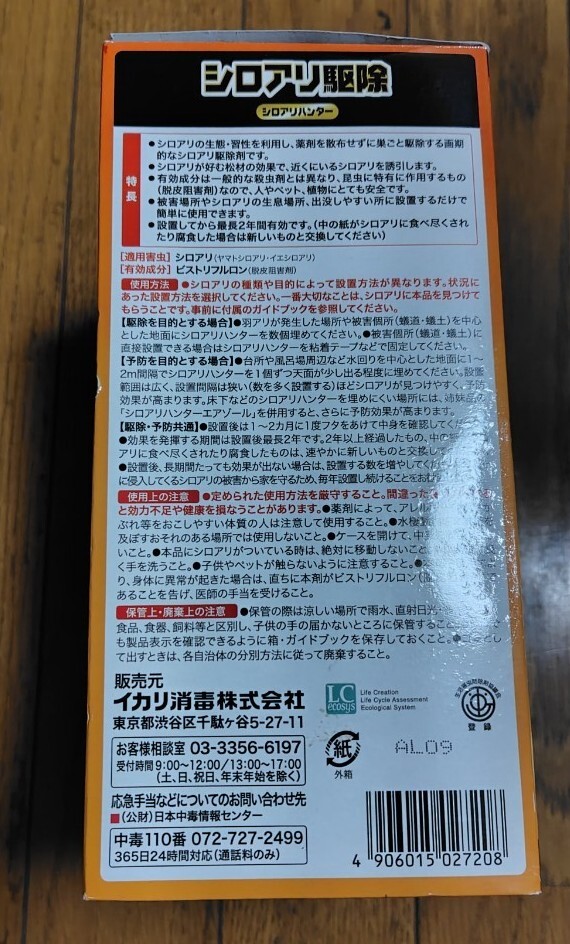 シロアリ駆除
シロアリハンター
特長
●シロアリの生態・習性を利用し、薬剤を散布せずに巣ごと駆除する画期
的なシロアリ駆除剤です。
●シロアリが好む松材の効果で、近くにいるシロアリを誘引します。
●有効成分は一般的な殺虫剤とは異なり、昆虫に特有に作用するもの
（脱皮阻害剤）なので、人やペット、植物にとても安全です。
●被害場所やシロアリの生息場所、出没しやすい所に設置するだけで
簡単に使用できます。
●設置してから最長2年間有効です。（中の紙がシロアリに食べ尽くされ
たり腐食した場合は新しいものと交換してください）
［適用害虫］シロアリ（ヤマトシロアリ・イエシロアリ）
［有効成分］ビストリフルロン（脱皮阻害剤）
使用方法 ●シロアリの種類や目的によって設置方法が異なります。状況に
あった設置方法を選択してください。一番大切なことは、シロアリに本品を見つけて
もらうことです。事前に付属のガイドブックを参照してください。
【駆除を目的とする場合】●羽アリが発生した場所や被害個所（蟻道・蟻土）を中心
とした地面にシロアリハンターを数個埋めてください。●被害個所（蟻道・蟻土）に
直接設置できる場合はシロアリハンターを粘着テープなどで固定してください。
【予防を目的とする場合】●台所や風呂場周辺など水回りを中心とした地面に1～
2m間隔でシロアリハンターを1個ずつ天面が少し出る程度に埋めてください。設置
範囲は広く、設置間隔は狭い（数を多く設置する）ほどシロアリが見つけやすく、予防
効果が高まります。床下などのシロアリハンターを埋めにくい場所には、姉妹品の
「シロアリハンターエアゾール」を併用すると、さらに予防効果が高まります。
【駆除・予防共通】●設置後は1～2カ月に1度フタをあけて中身を確認してくだ
●効果を発揮する期間は設置後最長2年です。2年以上経過したもの、中の
アリに食べ尽くされたり腐食したものは、速やかに新しいものと交換して
●設置後、長期間たっても効果が出ない場合は、設置する数を増やしてくだ
に侵入してくるシロアリの被害から家を守るため、毎年設置し続けることをお
使用上の注意 ●定められた使用方法を厳守すること。間違った
と効力不足や健康を損なうことがあります。●薬剤によって、アレル
ぶれ等をおこしやすい体質の人は注意して使用すること。●水
及ぼすおそれのある場所では使用しないこと。●ケースを開けて、中
いこと。●本品にシロアリがついている時は、絶対に移動しない
く手を洗うこと。●子供やペットが触らないように注意すること。
り、身体に異常が起きた場合は、直ちに本剤がビストリフルロン
あることを告げ、医師の手当を受けること。
保管上・廃棄上の注意 ●保管の際は涼しい場所で雨水、直射日光
食品、食器、飼料等と区別し、子供の手の届かないところに保管する
も製品表示を確認できるように箱・ガイドブックを保存しておくこと。
て出すときは、各自治体の分別方法に従って廃棄すること。
販売元
イカリ消毒株式会社
東京都渋谷区千駄ヶ谷5-27-11
LC
ecosys
Life Creation
Life Cycle Assessment
Ecological System
登録
お客様相談室 03-3356-6197
受付時間9:00～12:00/13:00～17:00
（土、日、祝日、年末年始を除く）
紙
外箱
AL09
応急手当などについてのお問い合わせ先
■（公財）日本中毒情報センター
中毒110番 072-727-2499
365日24時間対応（通話料のみ）
4 906015 027208